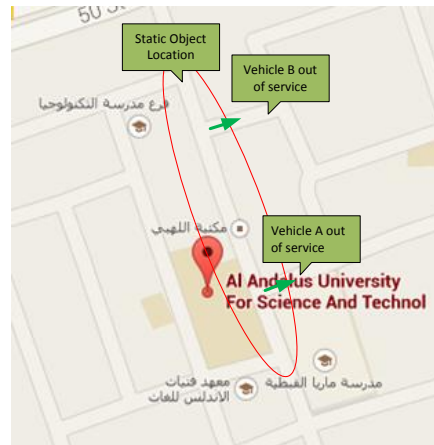 50 S
Static Object
Location
Vehicle B out
of service
فرع مدرسة التكنولوجيا
مكتبة اللهبي
Vehicle A out
of service
Al Andalus University
For Science And Technol
مدرسة ماريا القبطية
معهد فتيات
الاندلس للغات